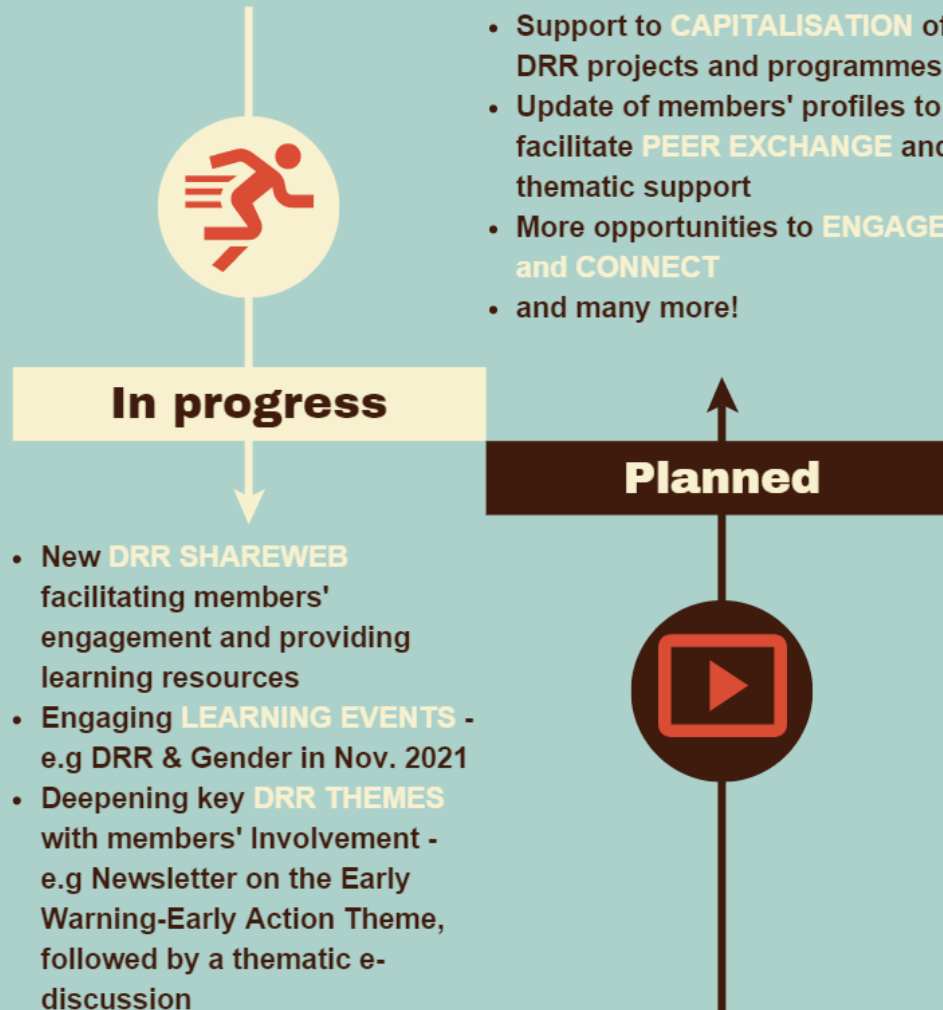 • Support to CAPITALISATION of
DRR projects and programmes
• Update of members' profiles to
facilitate PEER EXCHANGE and
thematic support
• More opportunities to ENGAGE
and CONNECT
• and many more!
In progress
Planned
• New DRR SHAREWEB
facilitating members'
engagement and providing
learning resources
• Engaging LEARNING EVENTS -
e.g DRR & Gender in Nov. 2021
• Deepening key DRR THEMES
with members' Involvement -
e.g Newsletter on the Early
Warning-Early Action Theme,
followed by a thematic e-
discussion